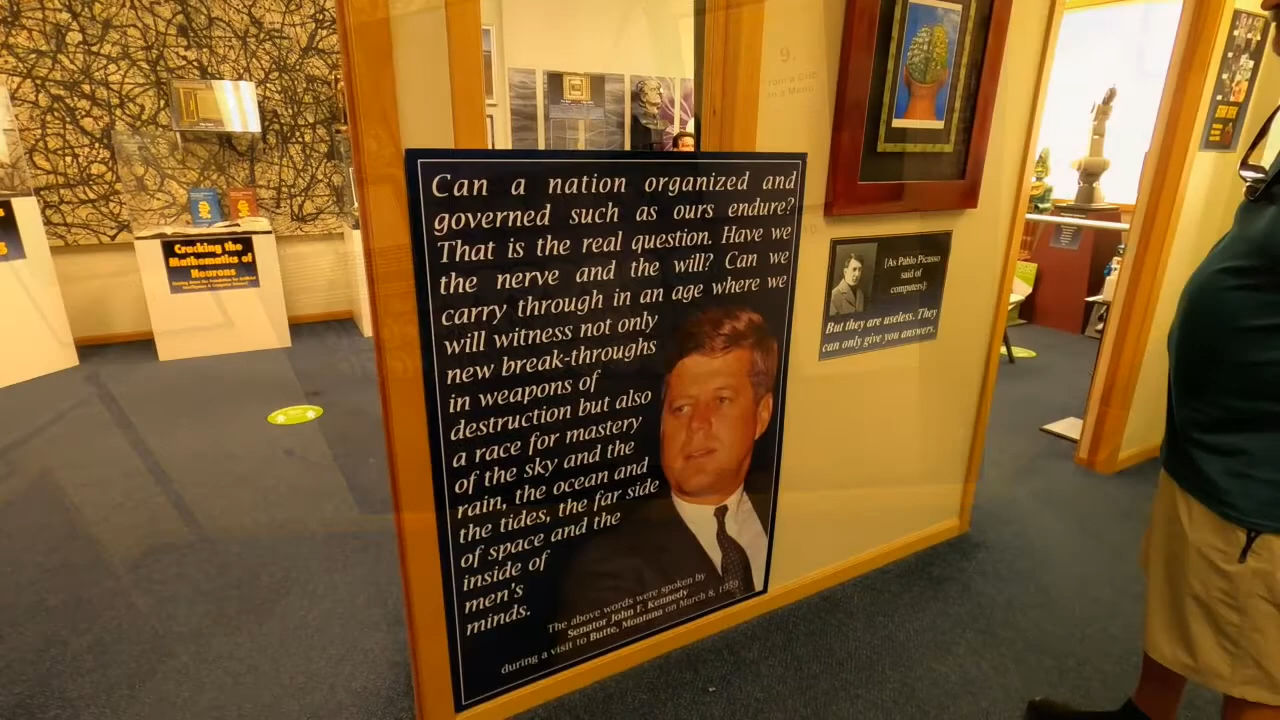 Can a nation organized and
governed such as ours endure?
That is the real question. Have we
the nerve and the will? Can we
carry through in an age where we
will witness not only
new break-throughs
in weapons of
destruction but also
a race for mastery
of the sky and the
rain, the ocean and
the tides, the far side
of space and the
inside of
men's
minds.
The above words were spoken by
Senator John F. Kennedy
during a visit to Butte, Montana on March 8, 1959
[As Pablo Picasso
said of
computers]:
But they are useless. They
can only give you answers.
Cracking the
Mathematics of
Neurons
9.